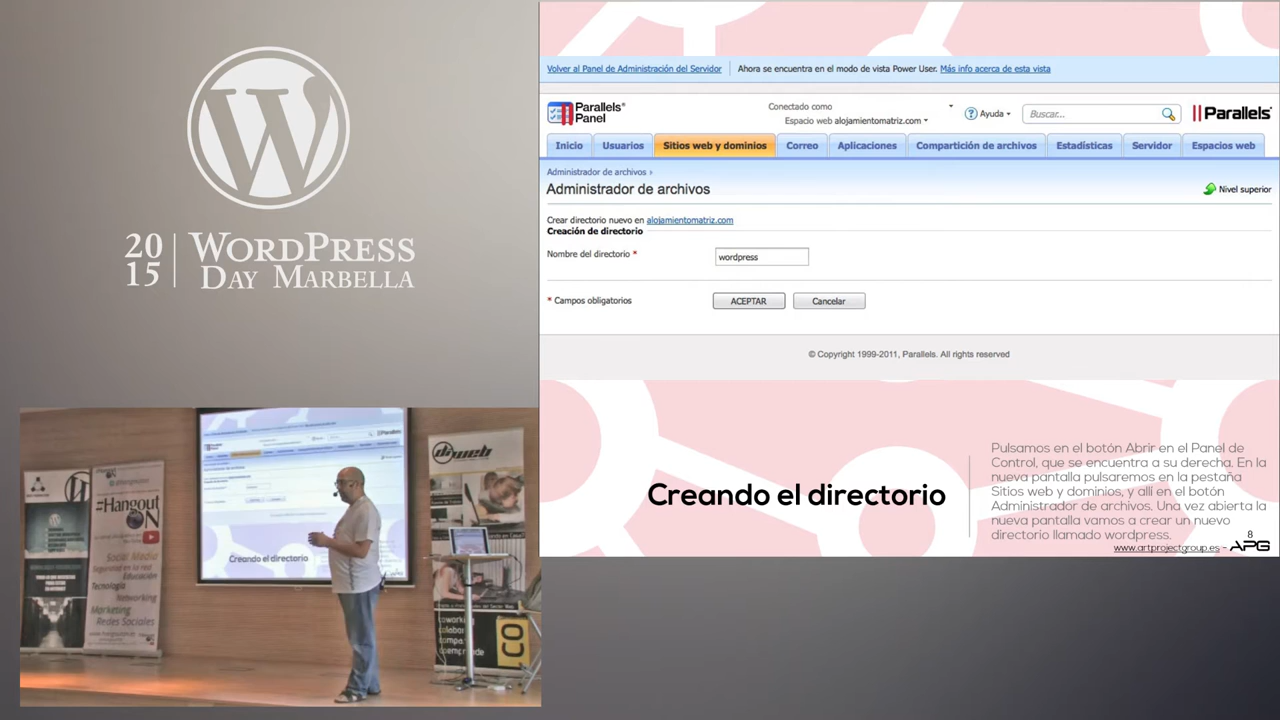 20
15
WORDPRESS
DAY MARBELLA
Volver al Panel de Administración del Servidor
Ahora se encuentra en el modo de vista Power User. Más info acerca de esta vista
Parallels®
Panel
Conectado como
Espacio web alojamientomatriz.com
Ayuda
Buscar...
Parallels®
Inicio
Usuarios
Sitios web y dominios
Correo
Aplicaciones
Compartición de archivos
Estadísticas
Servidor
Espacios web
Administrador de archivos ›
Administrador de archivos
Nivel superior
Crear directorio nuevo en alojamientomatriz.com
Creación de directorio
Nombre del directorio *
wordpress
* Campos obligatorios
ACEPTAR
Cancelar
© Copyright 1999-2011, Parallels. All rights reserved
Creando el directorio
Pulsamos en el botón Abrir en el Panel de
Control, que se encuentra a su derecha. En la
nueva pantalla pulsaremos en la pestaña
Sitios web y dominios, y allí en el botón
Administrador de archivos. Una vez abierta la
nueva pantalla vamos a crear un nuevo
directorio llamado wordpress.
8
www.artprojectgroup.es - APG
#Hangout
ON
Social Media
Seguridad en la red
Educación
Tecnología
Networking
Marketing
Redes Sociales
Creando el directorio
diweb
coworking
colabora
CO